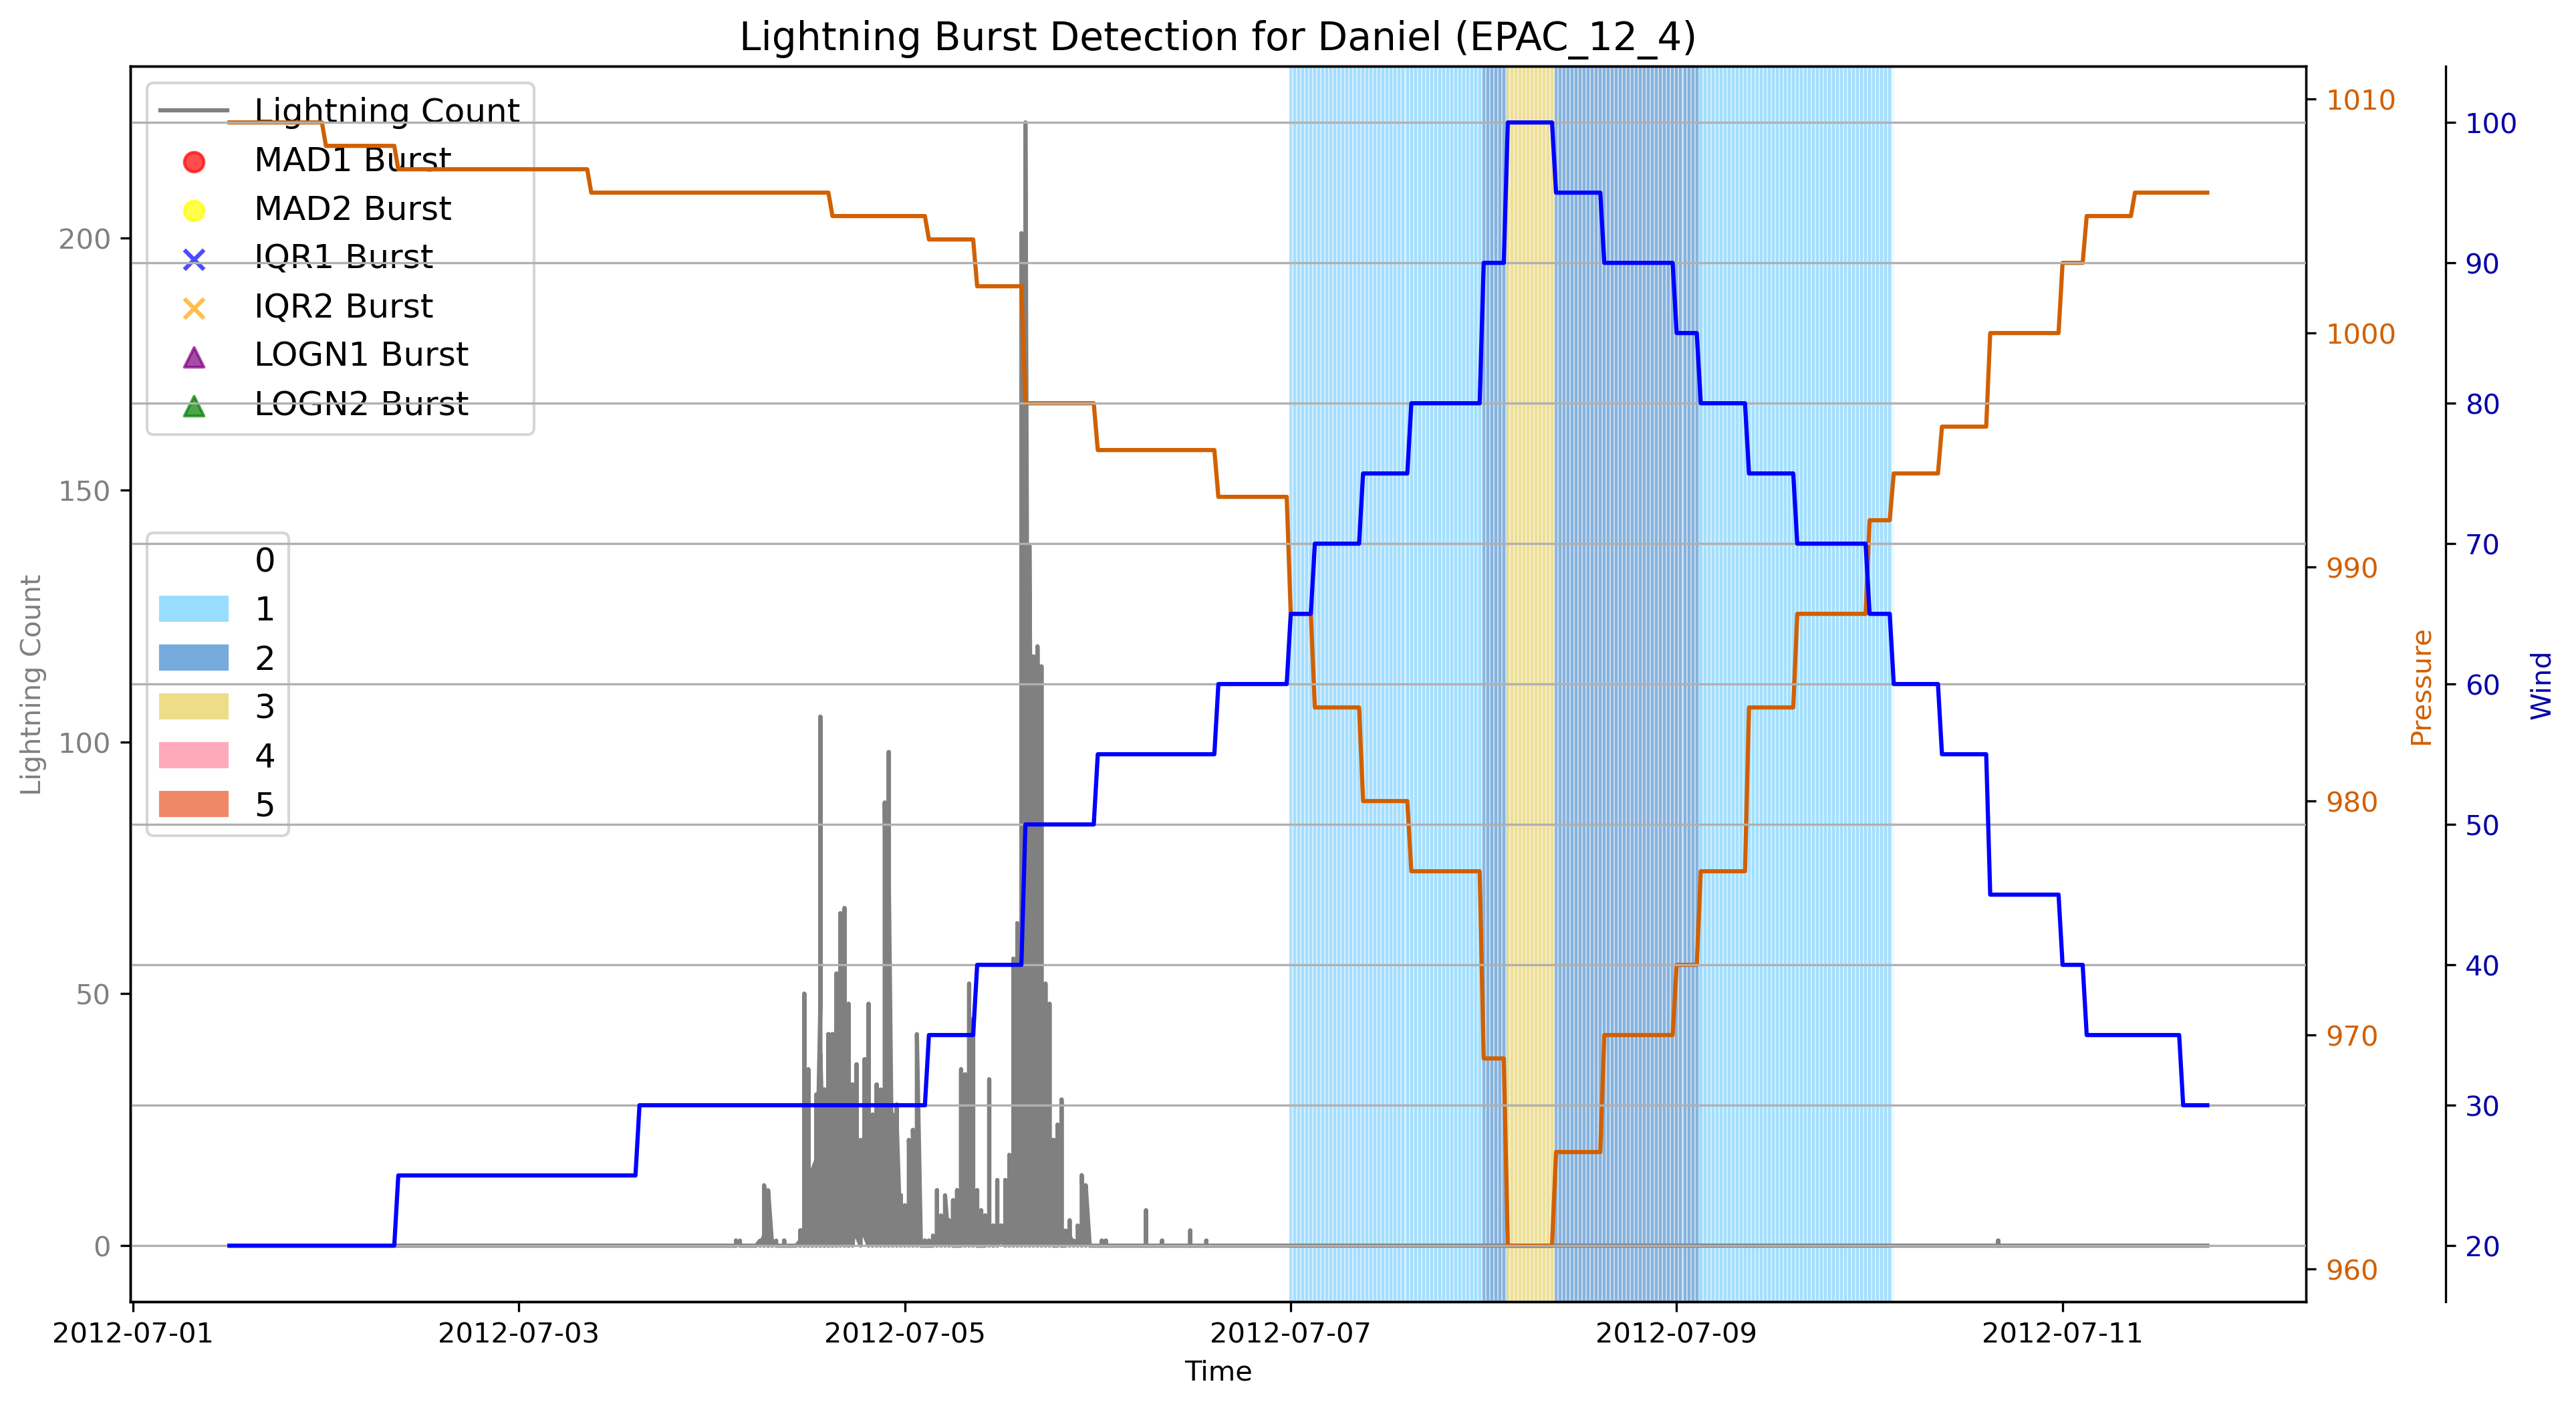 Lightning Burst Detection for Daniel (EPAC_12_4)
Lightning Count
MAD1 Burst
MAD2 Burst
IQR1 Burst
IQR2 Burst
LOGN1 Burst
LOGN2 Burst
0
1
2
3
4
5
Lightning Count
200
150
100
50
0
1010
1000
990
980
970
960
Pressure
100
90
80
70
60
50
40
30
20
Wind
2012-07-01
2012-07-03
2012-07-05
2012-07-07
2012-07-09
2012-07-11
Time